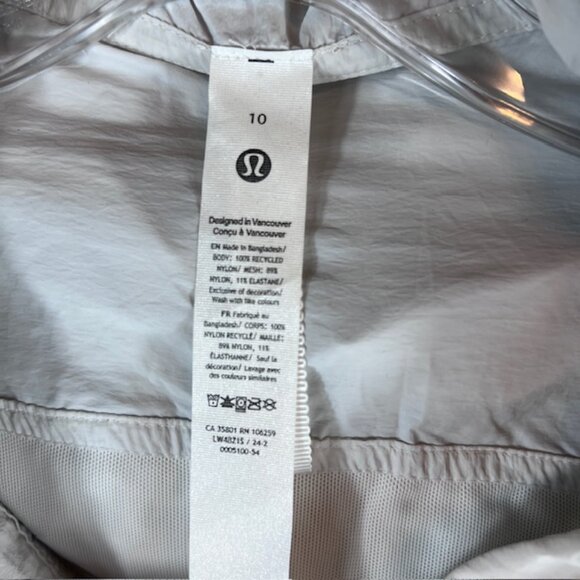 10
Designed in Vancouver
Conçu à Vancouver
EN Made in Bangladesh/
BODY: 100% RECYCLED
NYLON/ MESH: 89%
NYLON, 11% ELASTANE/
Exclusive of decoration/
Wash with like colours
FR Fabriqué au
Bangladesh/ CORPS: 100%
NYLON RECYCLÉ/ MAILLE:
89% NYLON, 11%
ÉLASTHANNE/ Sauf la
décoration/ Lavage avec
des couleurs similaires
CA 35801 RN 106259
LW4BZ1S / 24-2
0005100-54